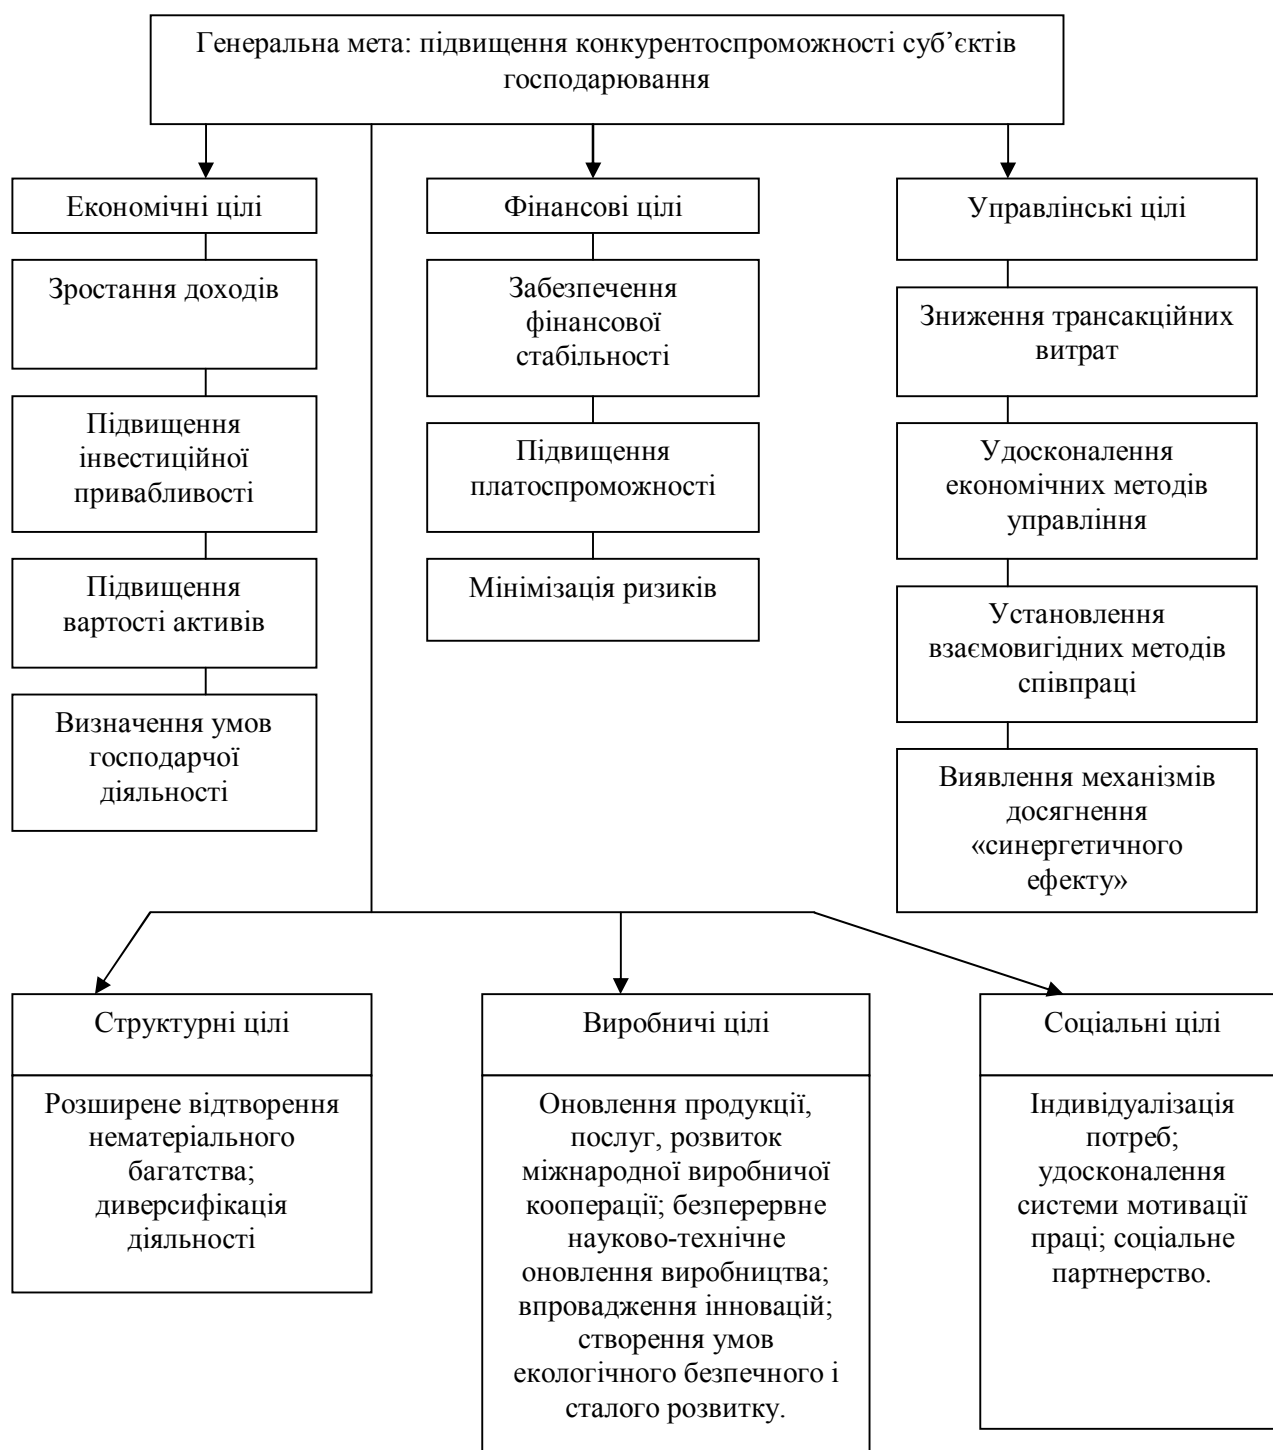 Генеральна мета: підвищення конкурентоспроможності суб’єктів
господарювання
Економічні цілі
Зростання доходів
Підвищення
інвестиційної
привабливості
Підвищення
вартості активів
Визначення умов
господарчої
діяльності
Фінансові цілі
Забезпечення
фінансової
стабільності
Підвищення
платоспроможності
Мінімізація ризиків
Управлінські цілі
Зниження трансакційних
витрат
Удосконалення
економічних методів
управління
Установлення
взаємовигідних методів
співпраці
Виявлення механізмів
досягнення
«синергетичного
ефекту»
Структурні цілі
Розширене відтворення
нематеріального
багатства;
диверсифікація
діяльності
Виробничі цілі
Оновлення продукції,
послуг, розвиток
міжнародної виробничої
кооперації; безперервне
науково-технічне
оновлення виробництва;
впровадження інновацій;
створення умов
екологічного безпечного і
сталого розвитку.
Соціальні цілі
Індивідуалізація
потреб;
удосконалення
системи мотивації
праці; соціальне
партнерство.